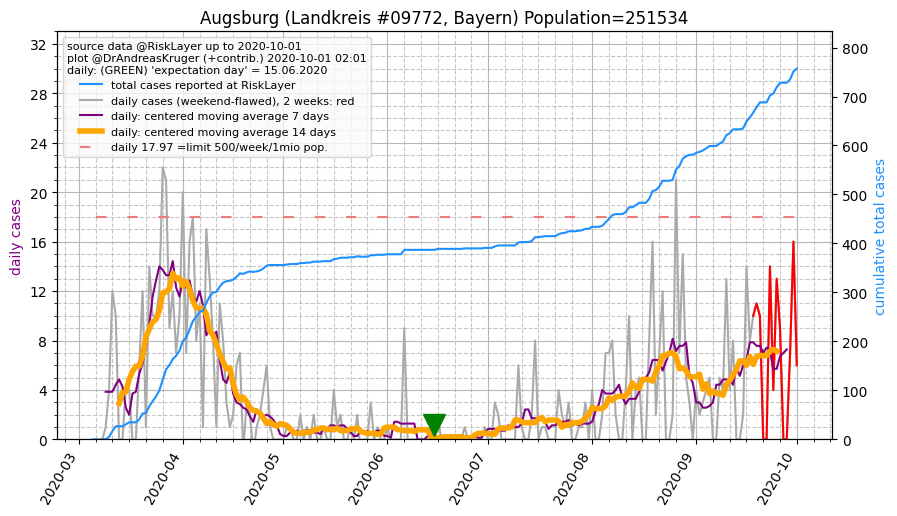 Augsburg (Landkreis #09772, Bayern) Population=251534
source data @RiskLayer up to 2020-10-01
plot @DrAndreasKruger (+contrib.) 2020-10-01 02:01
daily: (GREEN) 'expectation day' = 15.06.2020
total cases reported at RiskLayer
daily cases (weekend-flawed), 2 weeks: red
daily: centered moving average 7 days
daily: centered moving average 14 days
daily 17.97 =limit 500/week/1mio pop.
daily cases
32
28
24
20
16
12
8
4
0
cumulative total cases
800
700
600
500
400
300
200
100
0
2020-03
2020-04
2020-05
2020-06
2020-07
2020-08
2020-09
2020-10